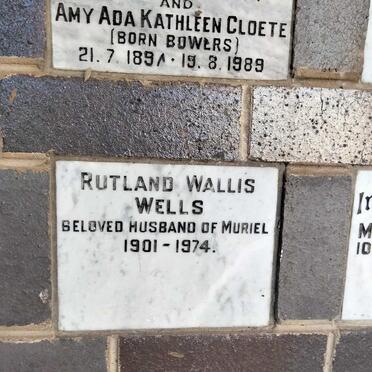 AND
AMY ADA KATHLEEN CLOETE
(BORN BOWERS)
21.7.1894 · 19.8.1989
RUTLAND WALLIS
WELLS
BELOVED HUSBAND OF MURIEL
1901 - 1974.